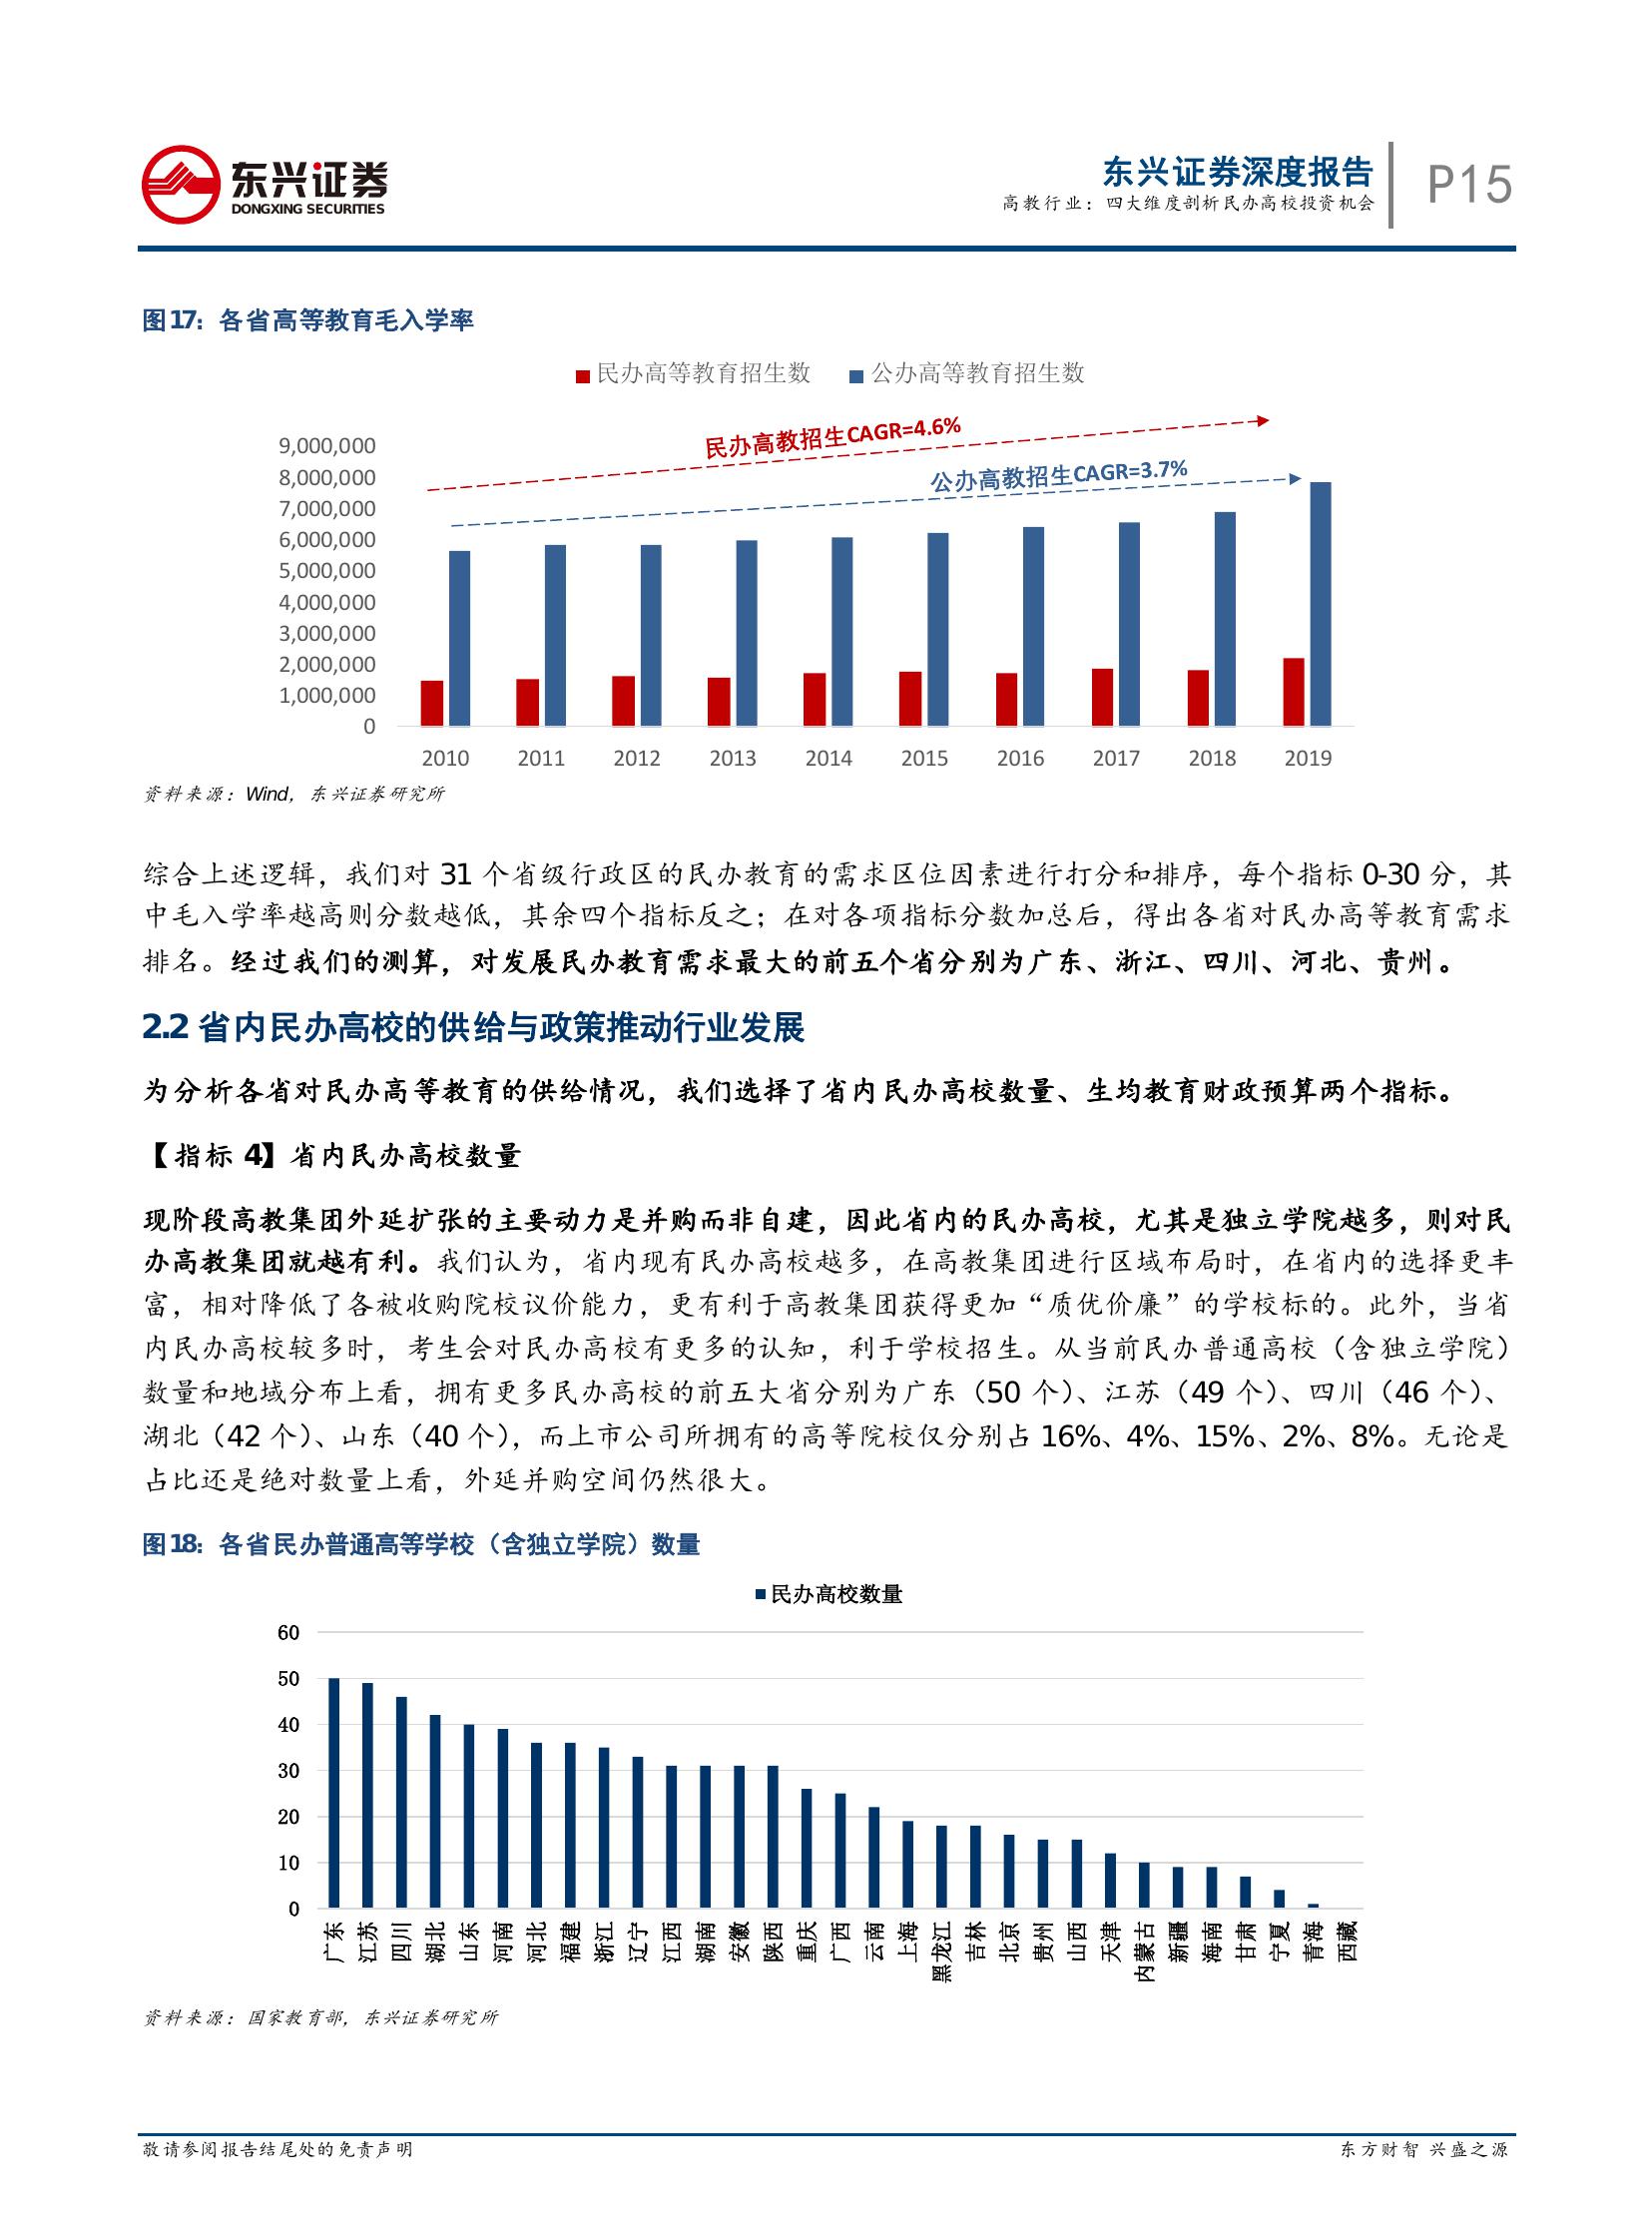 东兴证券
DONGXING SECURITIES
东兴证券深度报告
高教行业：四大维度剖析民办高校投资机会
P15
图17：各省高等教育毛入学率
民办高等教育招生数 公办高等教育招生数
民办高教招生CAGR=4.6%
公办高教招生CAGR=3.7%
9,000,000
8,000,000
7,000,000
6,000,000
5,000,000
4,000,000
3,000,000
2,000,000
1,000,000
0
2010 2011 2012 2013 2014 2015 2016 2017 2018 2019
资料来源：Wind，东兴证券研究所
综合上述逻辑，我们对 31 个省级行政区的民办教育的需求区位因素进行打分和排序，每个指标 0-30 分，其
中毛入学率越高则分数越低，其余四个指标反之；在对各项指标分数加总后，得出各省对民办高等教育需求
排名。经过我们的测算，对发展民办教育需求最大的前五个省分别为广东、浙江、四川、河北、贵州。
2.2 省内民办高校的供给与政策推动行业发展
为分析各省对民办高等教育的供给情况，我们选择了省内民办高校数量、生均教育财政预算两个指标。
【指标 4】省内民办高校数量
现阶段高教集团外延扩张的主要动力是并购而非自建，因此省内的民办高校，尤其是独立学院越多，则对民
办高教集团就越有利。我们认为，省内现有民办高校越多，在高教集团进行区域布局时，在省内的选择更丰
富，相对降低了各被收购院校议价能力，更有利于高教集团获得更加“质优价廉”的学校标的。此外，当省
内民办高校较多时，考生会对民办高校有更多的认知，利于学校招生。从当前民办普通高校（含独立学院）
数量和地域分布上看，拥有更多民办高校的前五大省分别为广东（50 个）、江苏（49 个）、四川（46 个）、
湖北（42 个）、山东（40 个），而上市公司所拥有的高等院校仅分别占 16%、4%、15%、2%、8%。无论是
占比还是绝对数量上看，外延并购空间仍然很大。
图18：各省民办普通高等学校（含独立学院）数量
民办高校数量
60
50
40
30
20
10
0
广东 江苏 四川 湖北 山东 河南 河北 福建 浙江 辽宁 江西 湖南 安徽 陕西 重庆 广西 云南 上海 黑龙江 吉林 北京 贵州 山西 天津 内蒙古 新疆 海南 甘肃 宁夏 青海 西藏
资料来源：国家教育部，东兴证券研究所
敬请参阅报告结尾处的免责声明
东方财智 兴盛之源